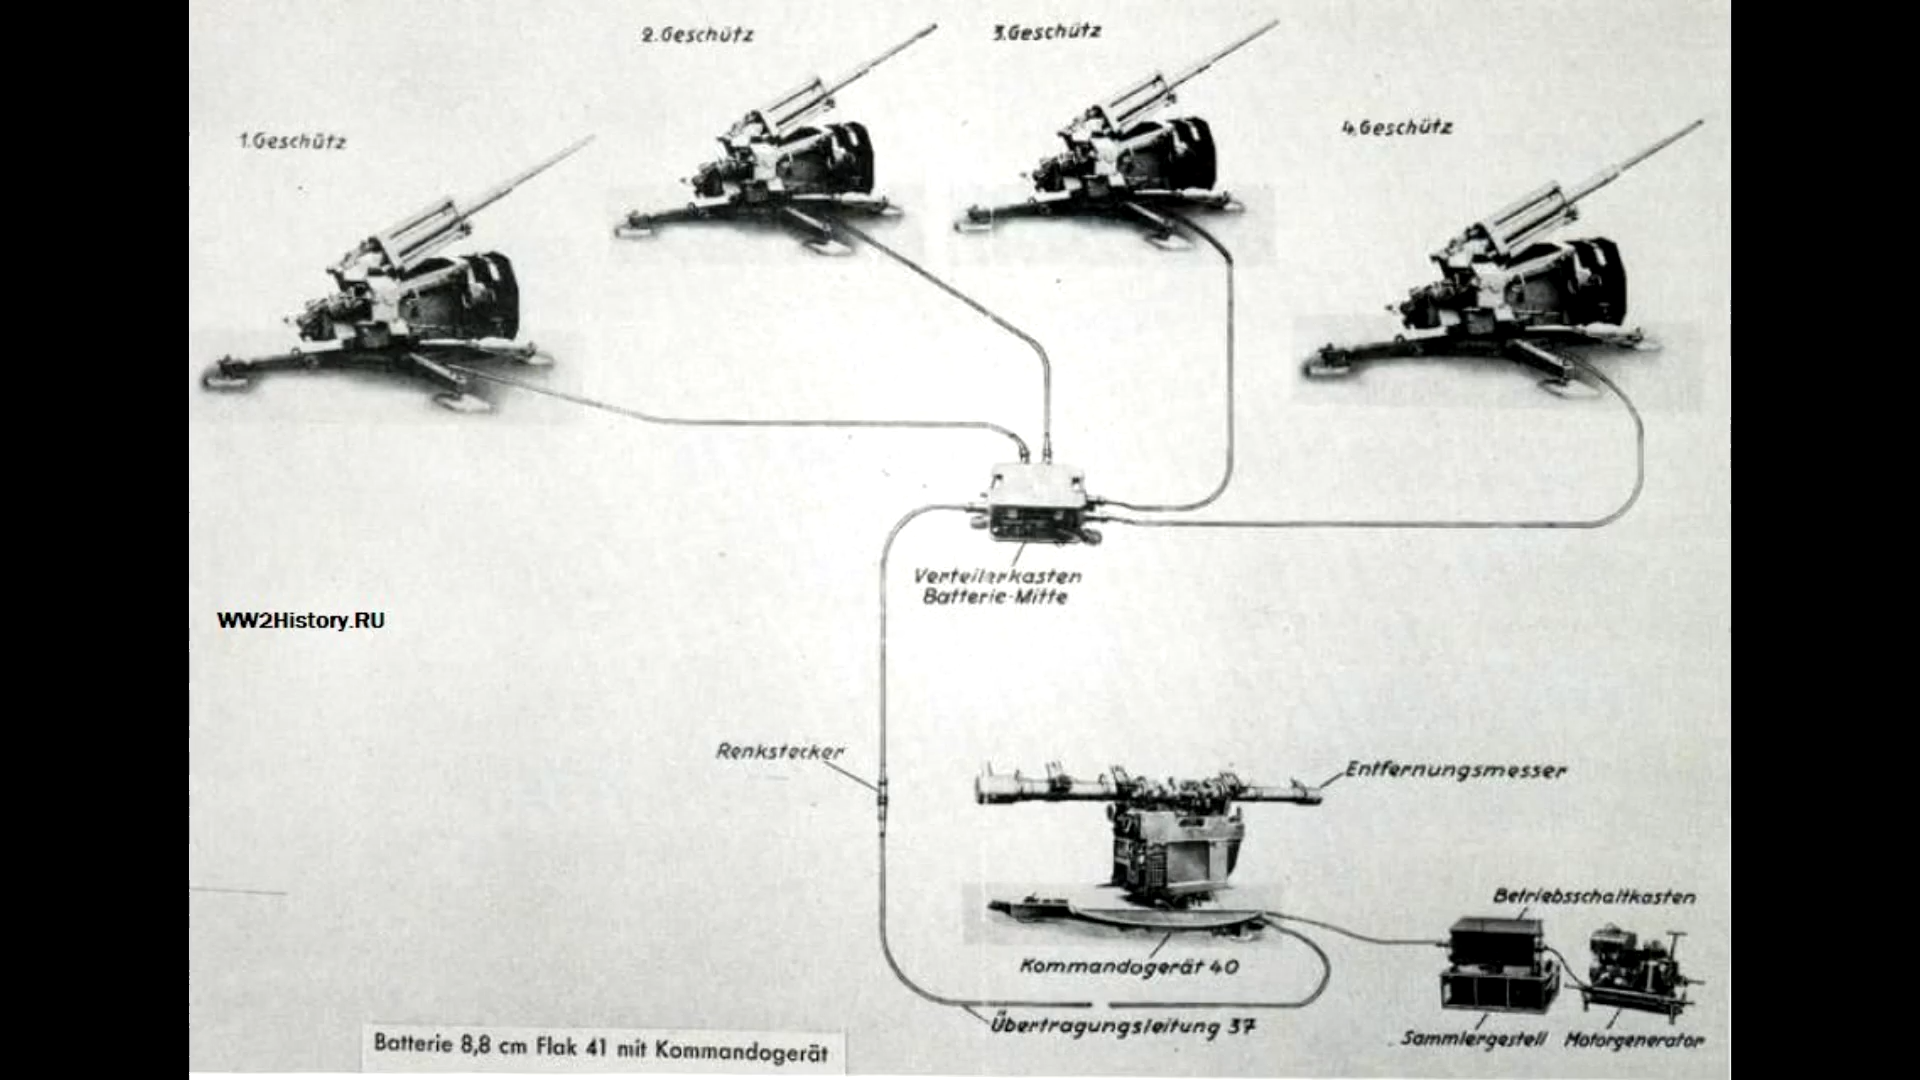 2.Geschütz
3.Geschütz
1.Geschütz
4.Geschütz
Verteilerkasten
Batterie-Mitte
WW2History.RU
Renkstecker
Entfernungsmesser
Betriebsschaltkasten
Kommandogerät 40
Übertragungsleitung 37
Sammlergestell
Motorgenerator
Batterie 8,8 cm Flak 41 mit Kommandogerät